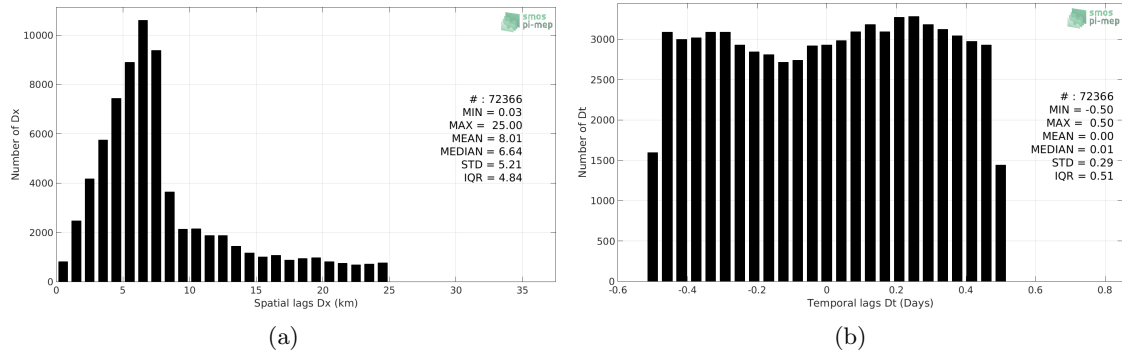 smos
pi-mep
10000
8000
6000
4000
2000
0
Number of Dx
# : 72366
MIN = 0.03
MAX = 25.00
MEAN = 8.01
MEDIAN = 6.64
STD = 5.21
IQR = 4.84
0 5 10 15 20 25 30 35
Spatial lags Dx (km)
(a)
smos
pi-mep
3000
2500
2000
1500
1000
500
0
Number of Dt
# : 72366
MIN = -0.50
MAX = 0.50
MEAN = 0.00
MEDIAN = 0.01
STD = 0.29
IQR = 0.51
-0.6 -0.4 -0.2 0 0.2 0.4 0.6 0.8
Temporal lags Dt (Days)
(b)